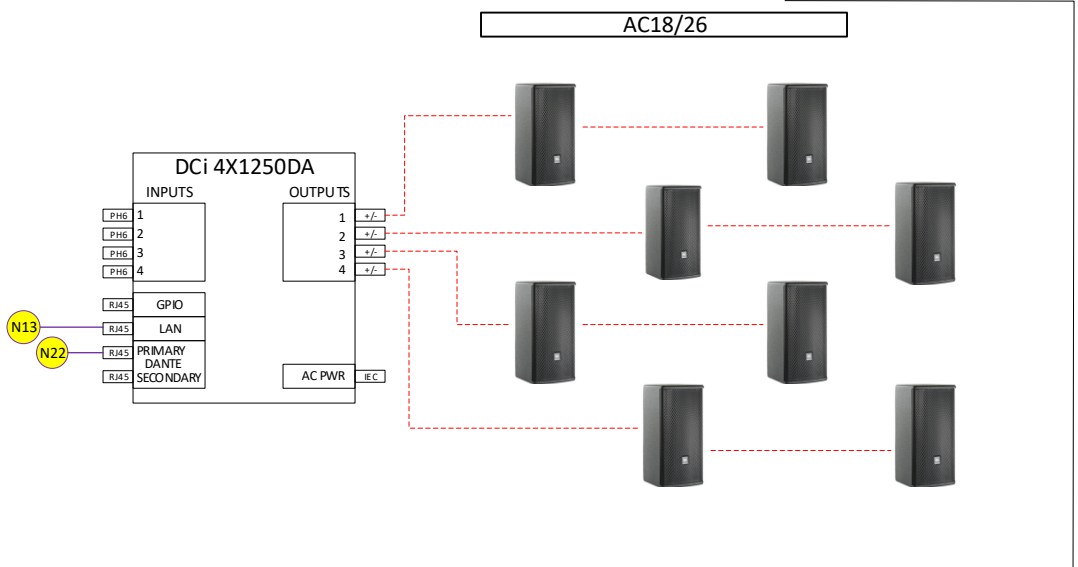 AC18/26
DCi 4X1250DA
INPUTS OUTPUTS
PH6 1 1 +/-
PH6 2 2 +/-
PH6 3 3 +/-
PH6 4 4 +/-
RJ45 GPIO
N13 RJ45 LAN
N22 RJ45 PRIMARY
DANTE
RJ45 SECONDARY
AC PWR IEC